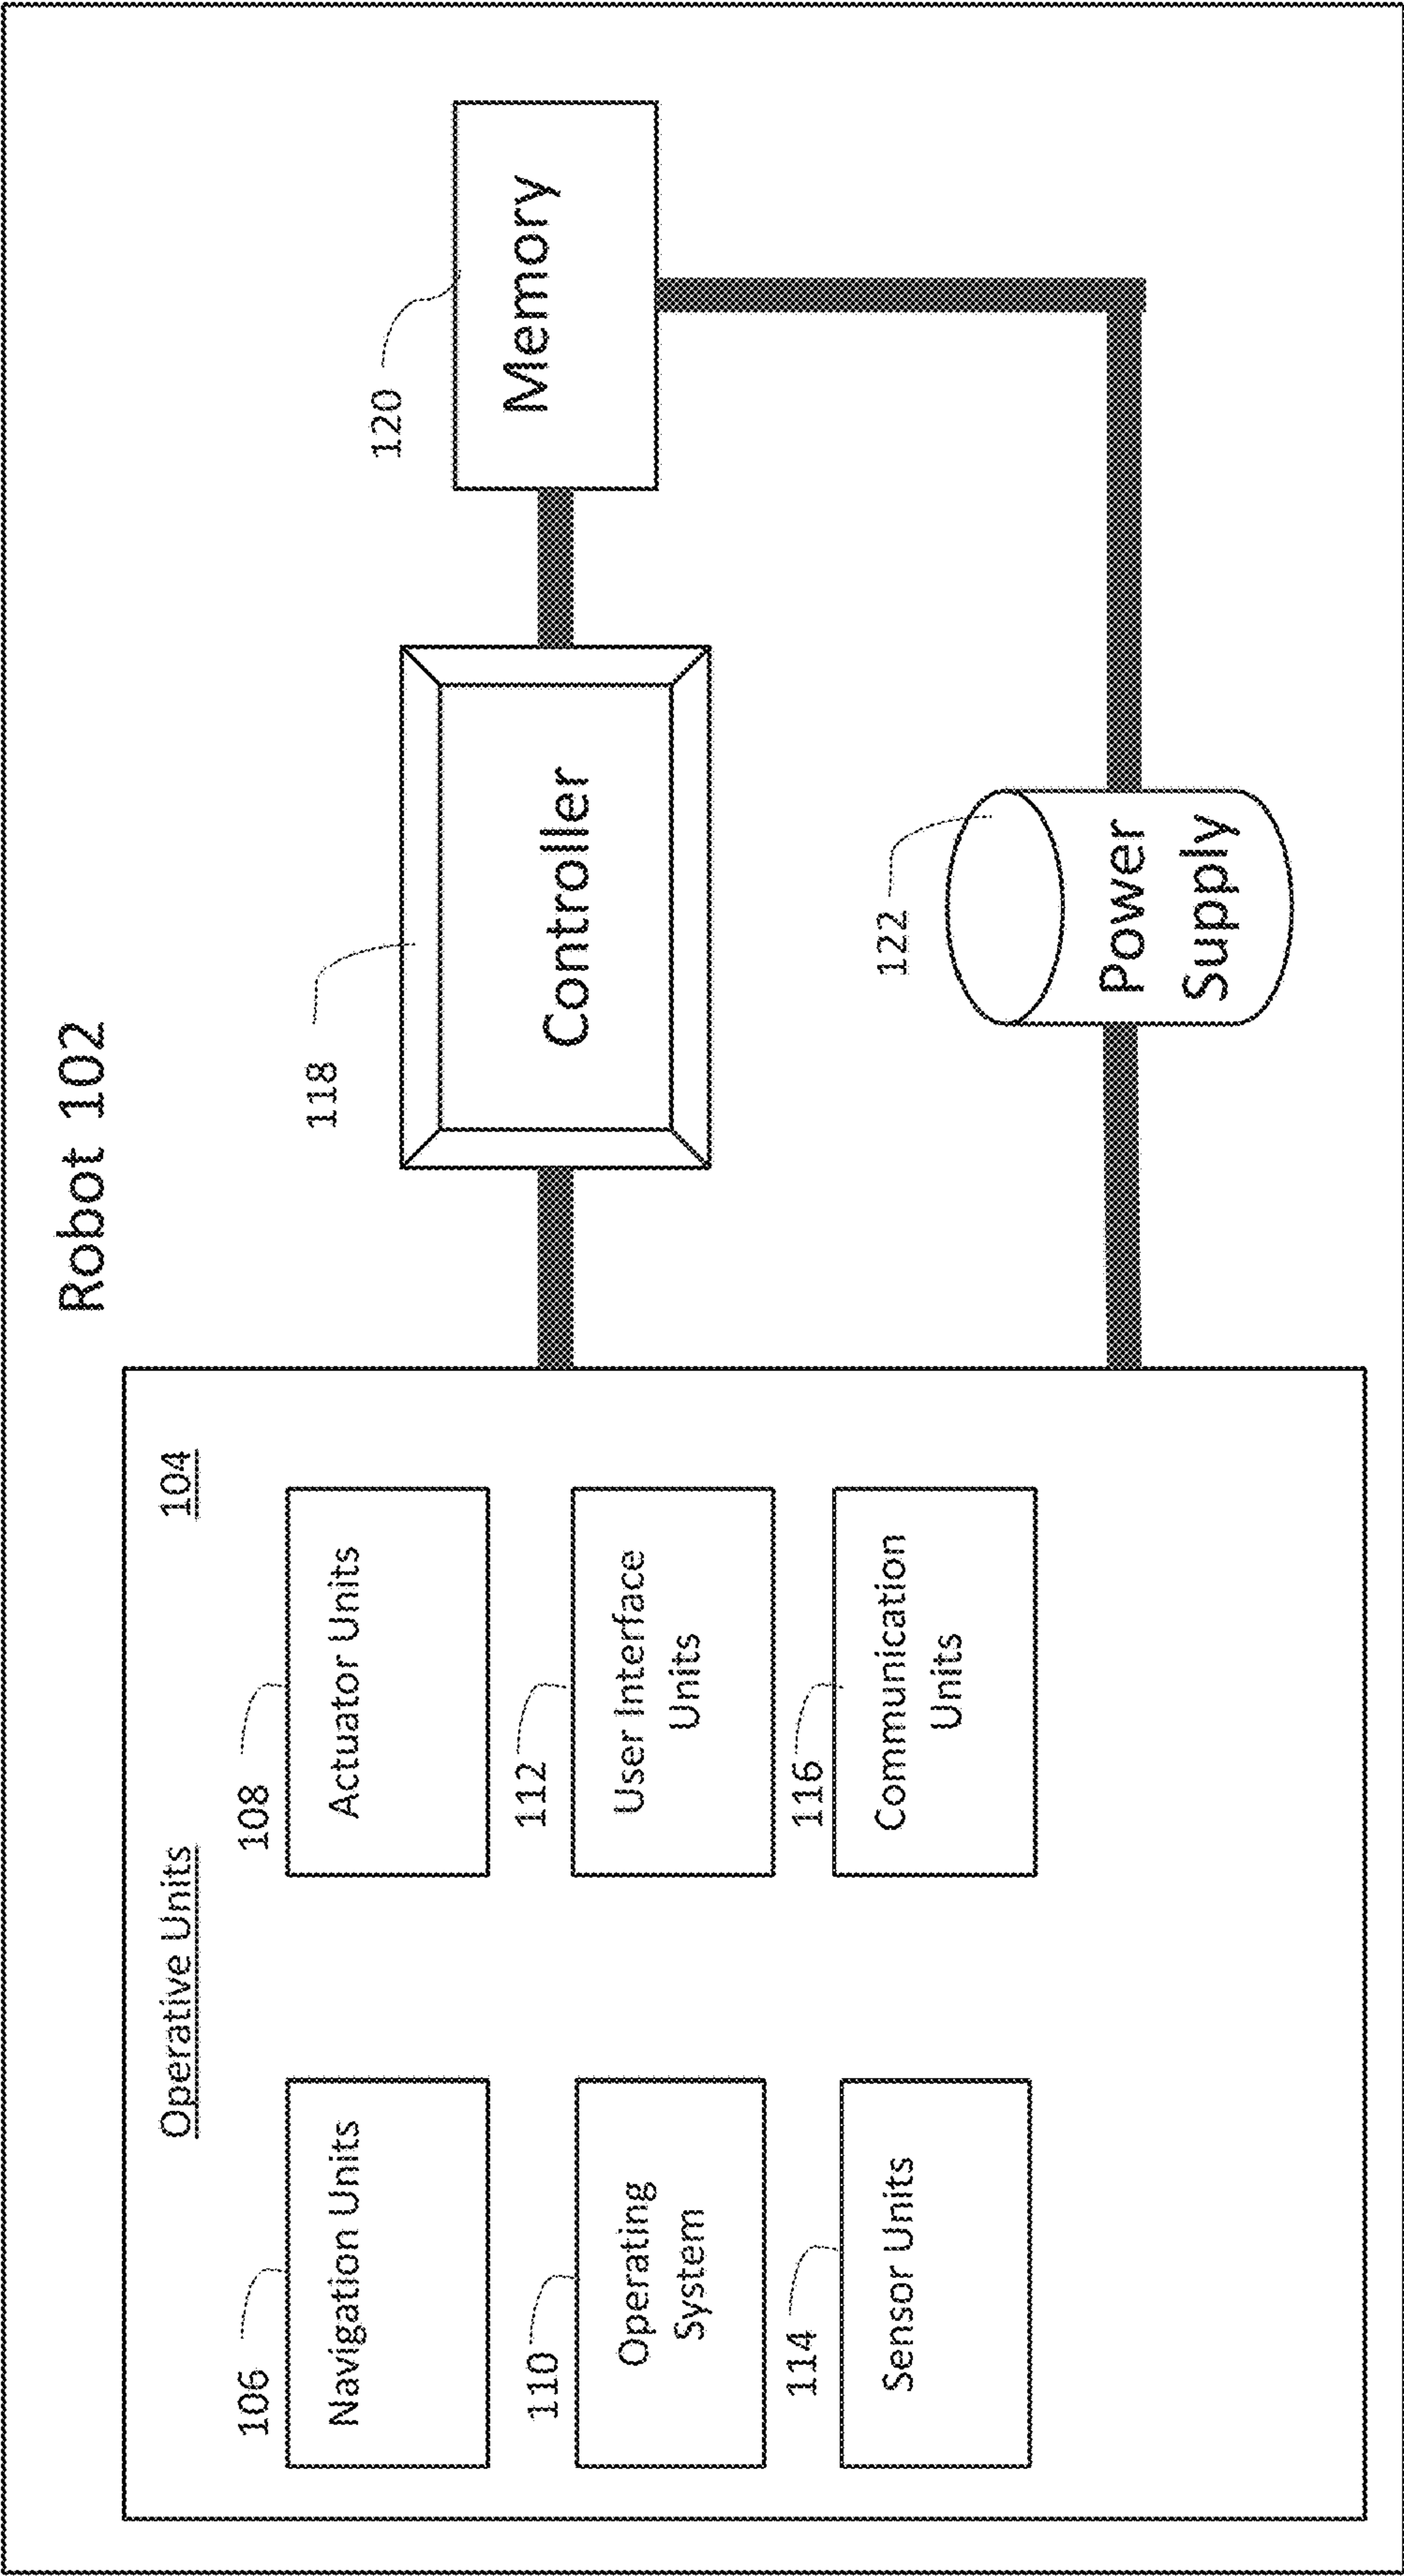 Robot 102
Operative Units
104
106
Navigation Units
108
Actuator Units
110
Operating
System
112
User Interface
Units
114
Sensor Units
116
Communication
Units
118
Controller
120
Memory
122
Power
Supply